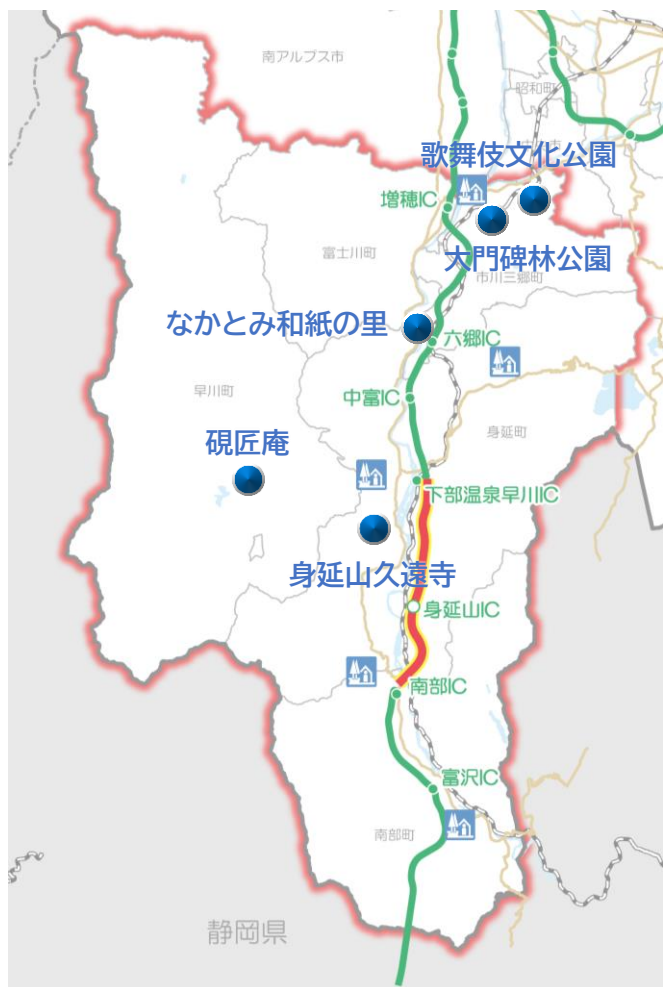 南アルプス市
昭和町
歌舞伎文化公園
増穂IC
大門碑林公園
富士川町
市川三郷町
なかとみ和紙の里
六郷IC
早川町
中富IC
身延町
硯匠庵
下部温泉早川IC
身延山久遠寺
身延山IC
南部IC
富沢IC
南部町
静岡県